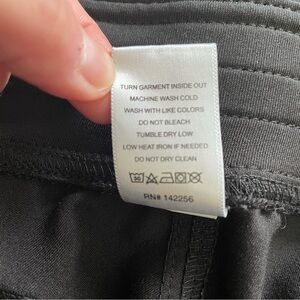 TURN GARMENT INSIDE OUT
MACHINE WASH COLD
WASH WITH LIKE COLORS
DO NOT BLEACH
TUMBLE DRY LOW
LOW HEAT IRON IF NEEDED
DO NOT DRY CLEAN
RN# 142256